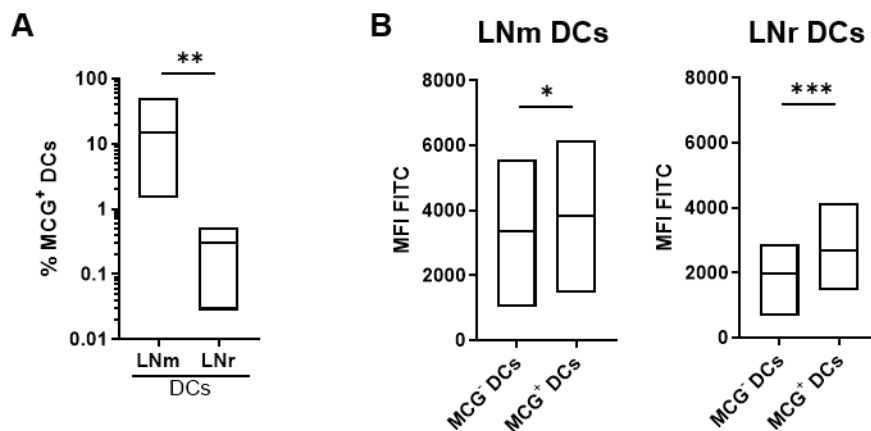 A
**
% MCG⁺ DCs
100
10
1
0.1
0.01
LNm LNr
DCs
B
LNm DCs
*
MFI FITC
8000
6000
4000
2000
0
MCG⁻ DCs
MCG⁺ DCs
LNr DCs
***
MFI FITC
8000
6000
4000
2000
0
MCG⁻ DCs
MCG⁺ DCs